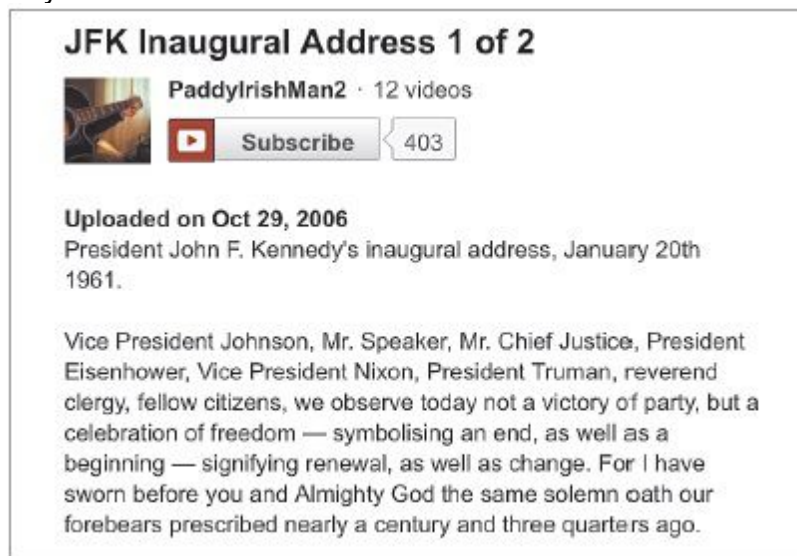 JFK Inaugural Address 1 of 2
PaddyIrishMan2 · 12 videos
Subscribe 403
Uploaded on Oct 29, 2006
President John F. Kennedy's inaugural address, January 20th
1961.
Vice President Johnson, Mr. Speaker, Mr. Chief Justice, President
Eisenhower, Vice President Nixon, President Truman, reverend
clergy, fellow citizens, we observe today not a victory of party, but a
celebration of freedom — symbolising an end, as well as a
beginning — signifying renewal, as well as change. For I have
sworn before you and Almighty God the same solemn oath our
forebears prescribed nearly a century and three quarters ago.